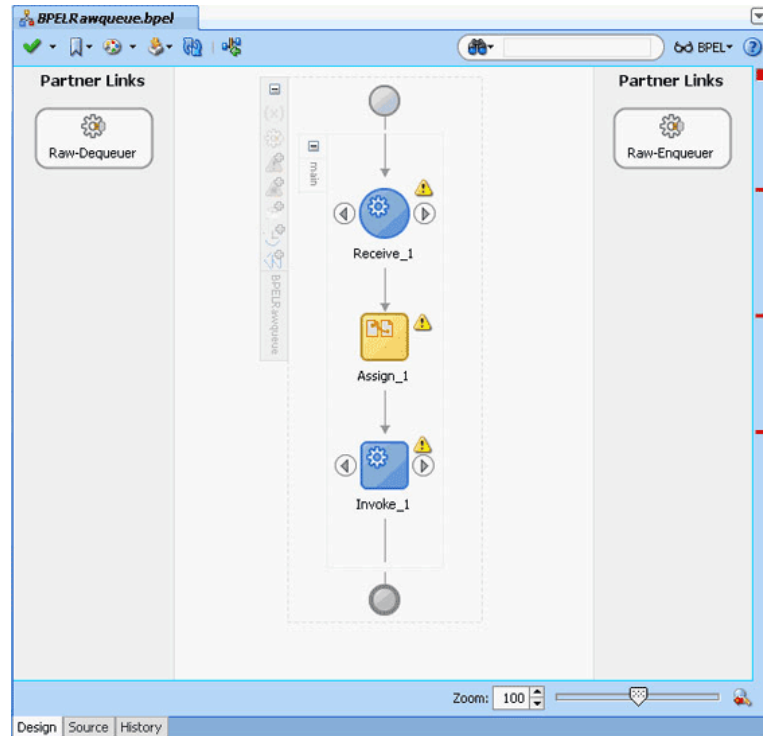 BPELRawqueue.bpel
BPEL
Partner Links
Partner Links
Raw-Dequeuer
Raw-Enqueuer
(x)
main
Receive_1
BPELRawqueue
Assign_1
Invoke_1
Zoom: 100
Design Source History